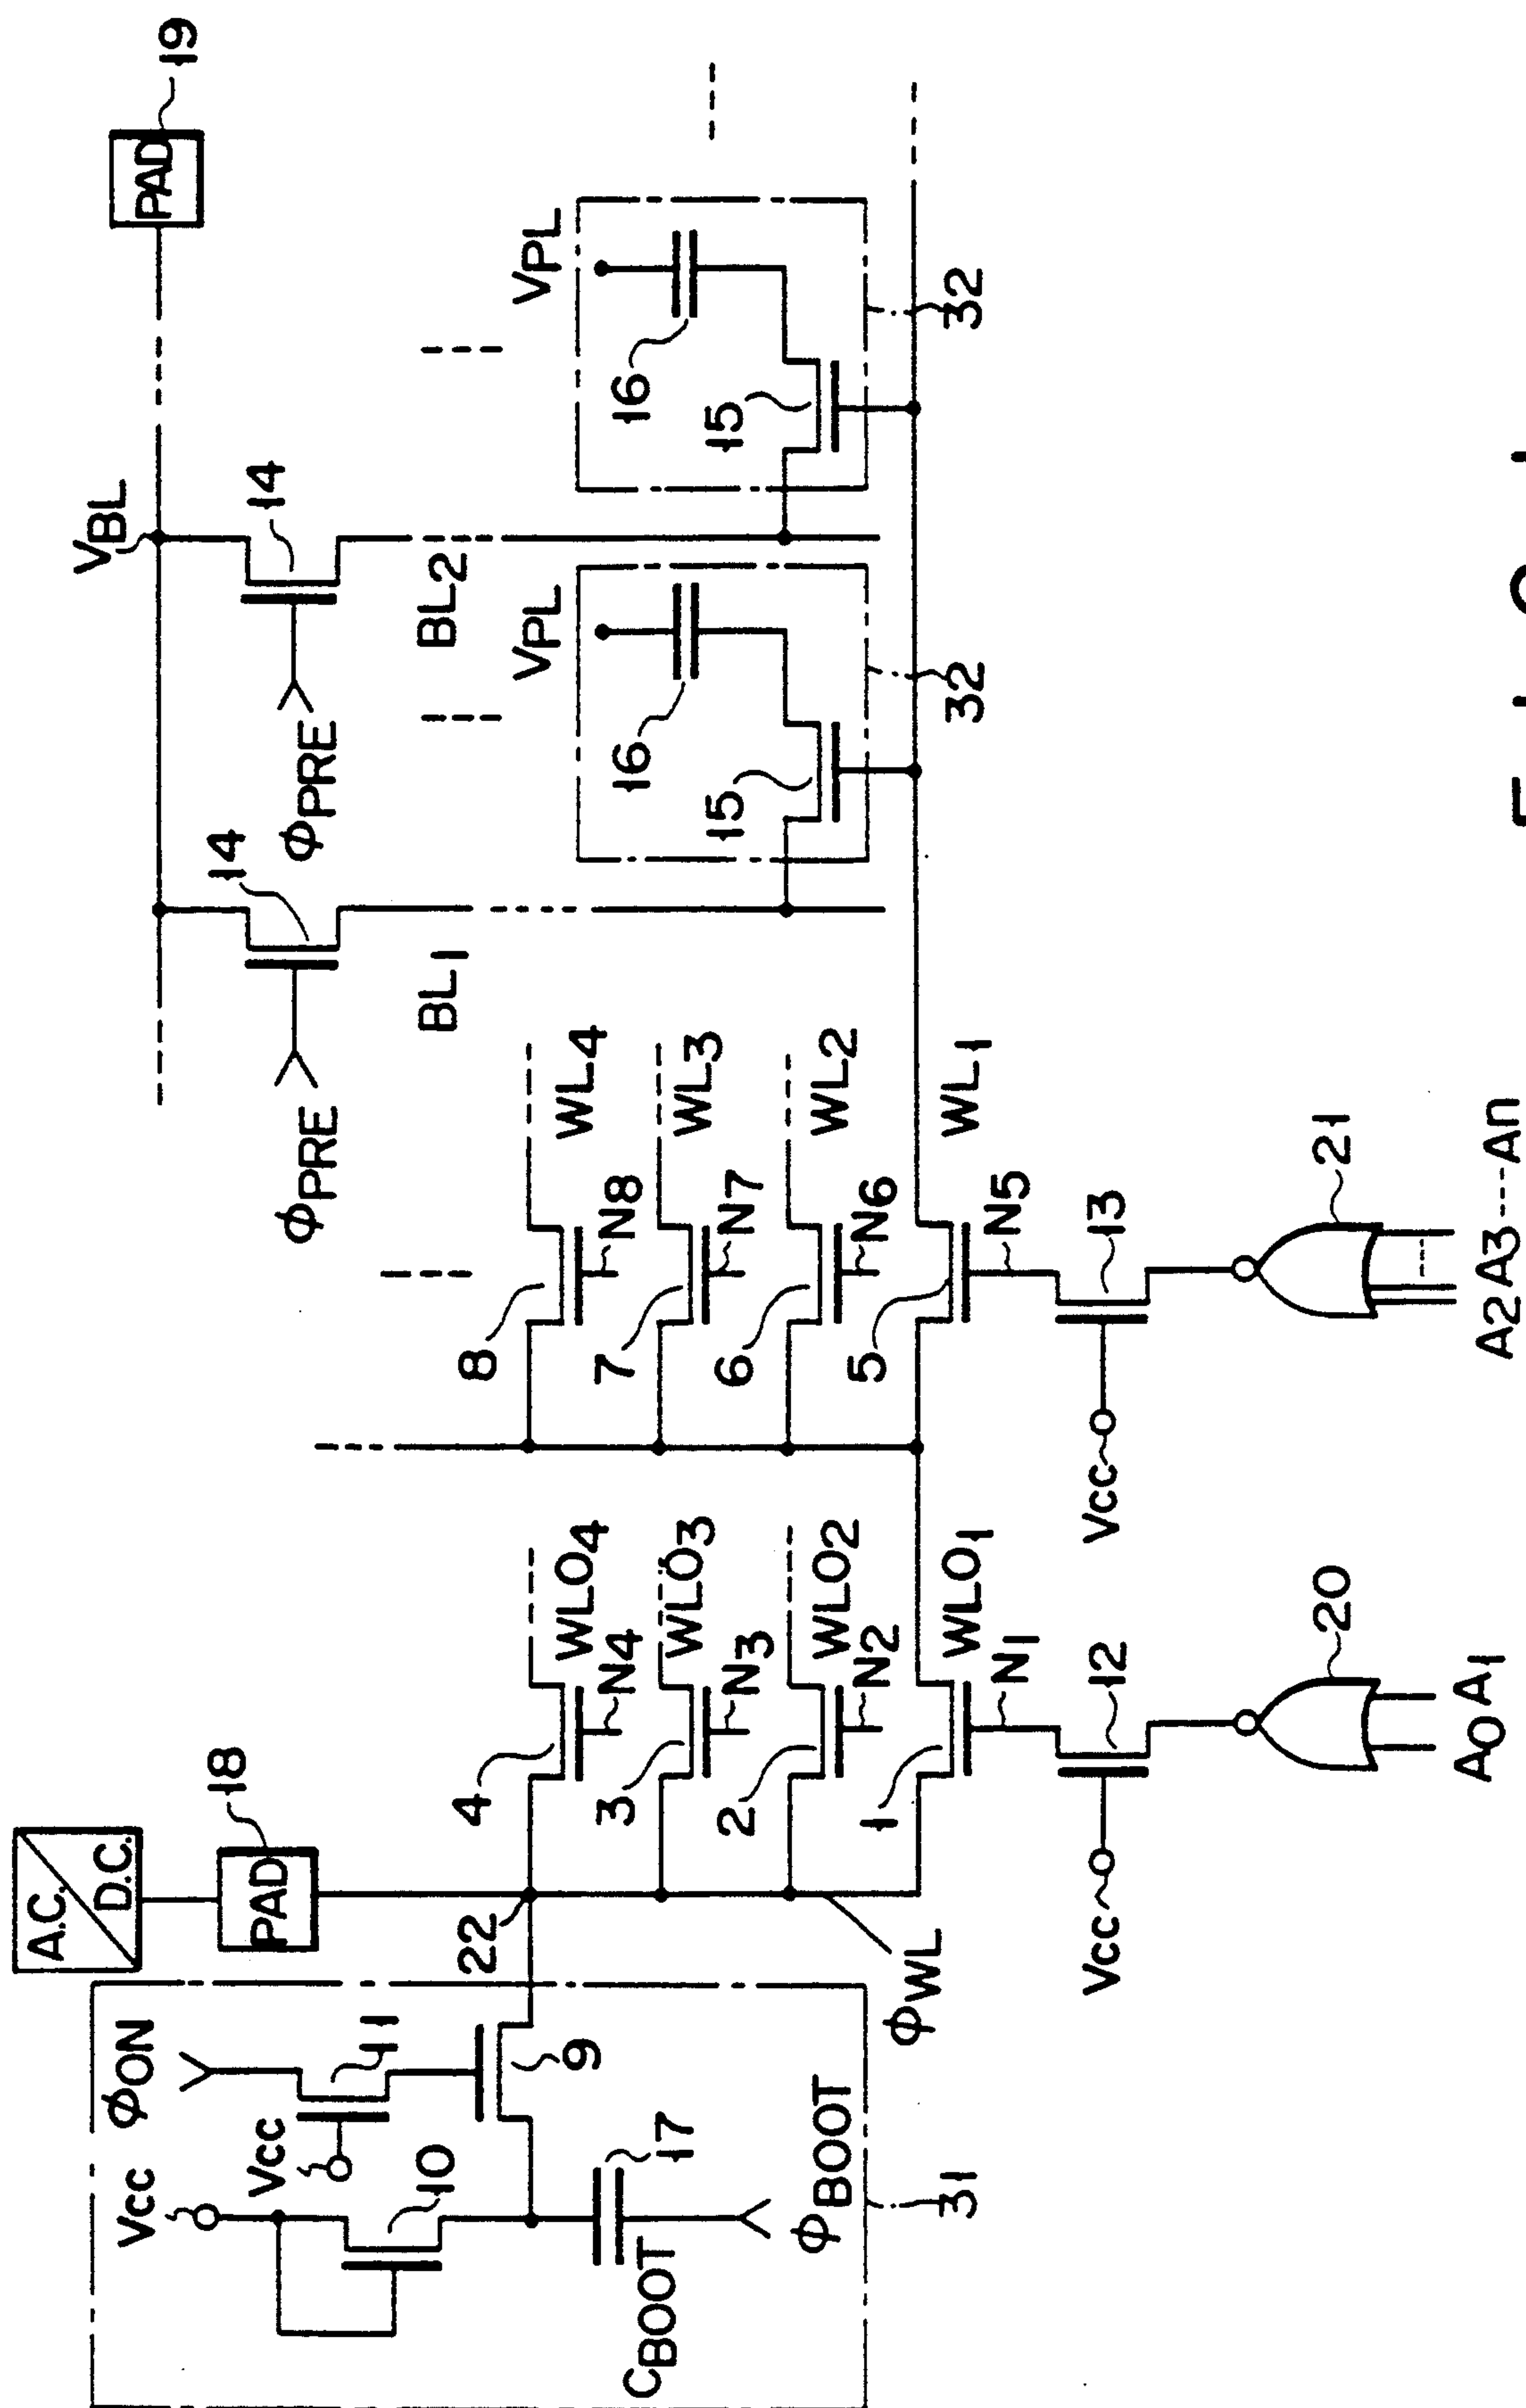 19
PAD
VBL
14
14
ΦPRE
ΦPRE
BL1
BL2
VPL
VPL
16
16
15
15
32
32
WL4
WL3
WL2
WL1
N8
N7
N6
N5
8
7
6
5
13
21
Vcc
A2 A3---An
WLO4
WLO3
WLO2
WLO1
N4
N3
N2
N1
4
3
2
1
12
20
Vcc
A0 A1
18
A.C.
D.C.
PAD
22
ΦWL
ΦON
11
9
Vcc
Vcc
10
17
CBOOT
ΦBOOT
31